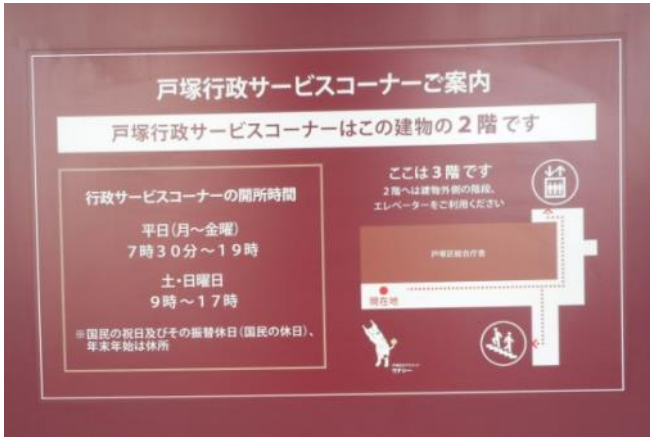 戸塚行政サービスコーナーご案内
戸塚行政サービスコーナーはこの建物の2階です
行政サービスコーナーの開所時間
平日(月～金曜)
7時30分～19時
土・日曜日
9時～17時
※国民の祝日及びその振替休日(国民の休日)、
年末年始は休所
ここは3階です
2階へは建物外側の階段、
エレベーターをご利用ください
戸塚区総合庁舎
現在地
ウナシー